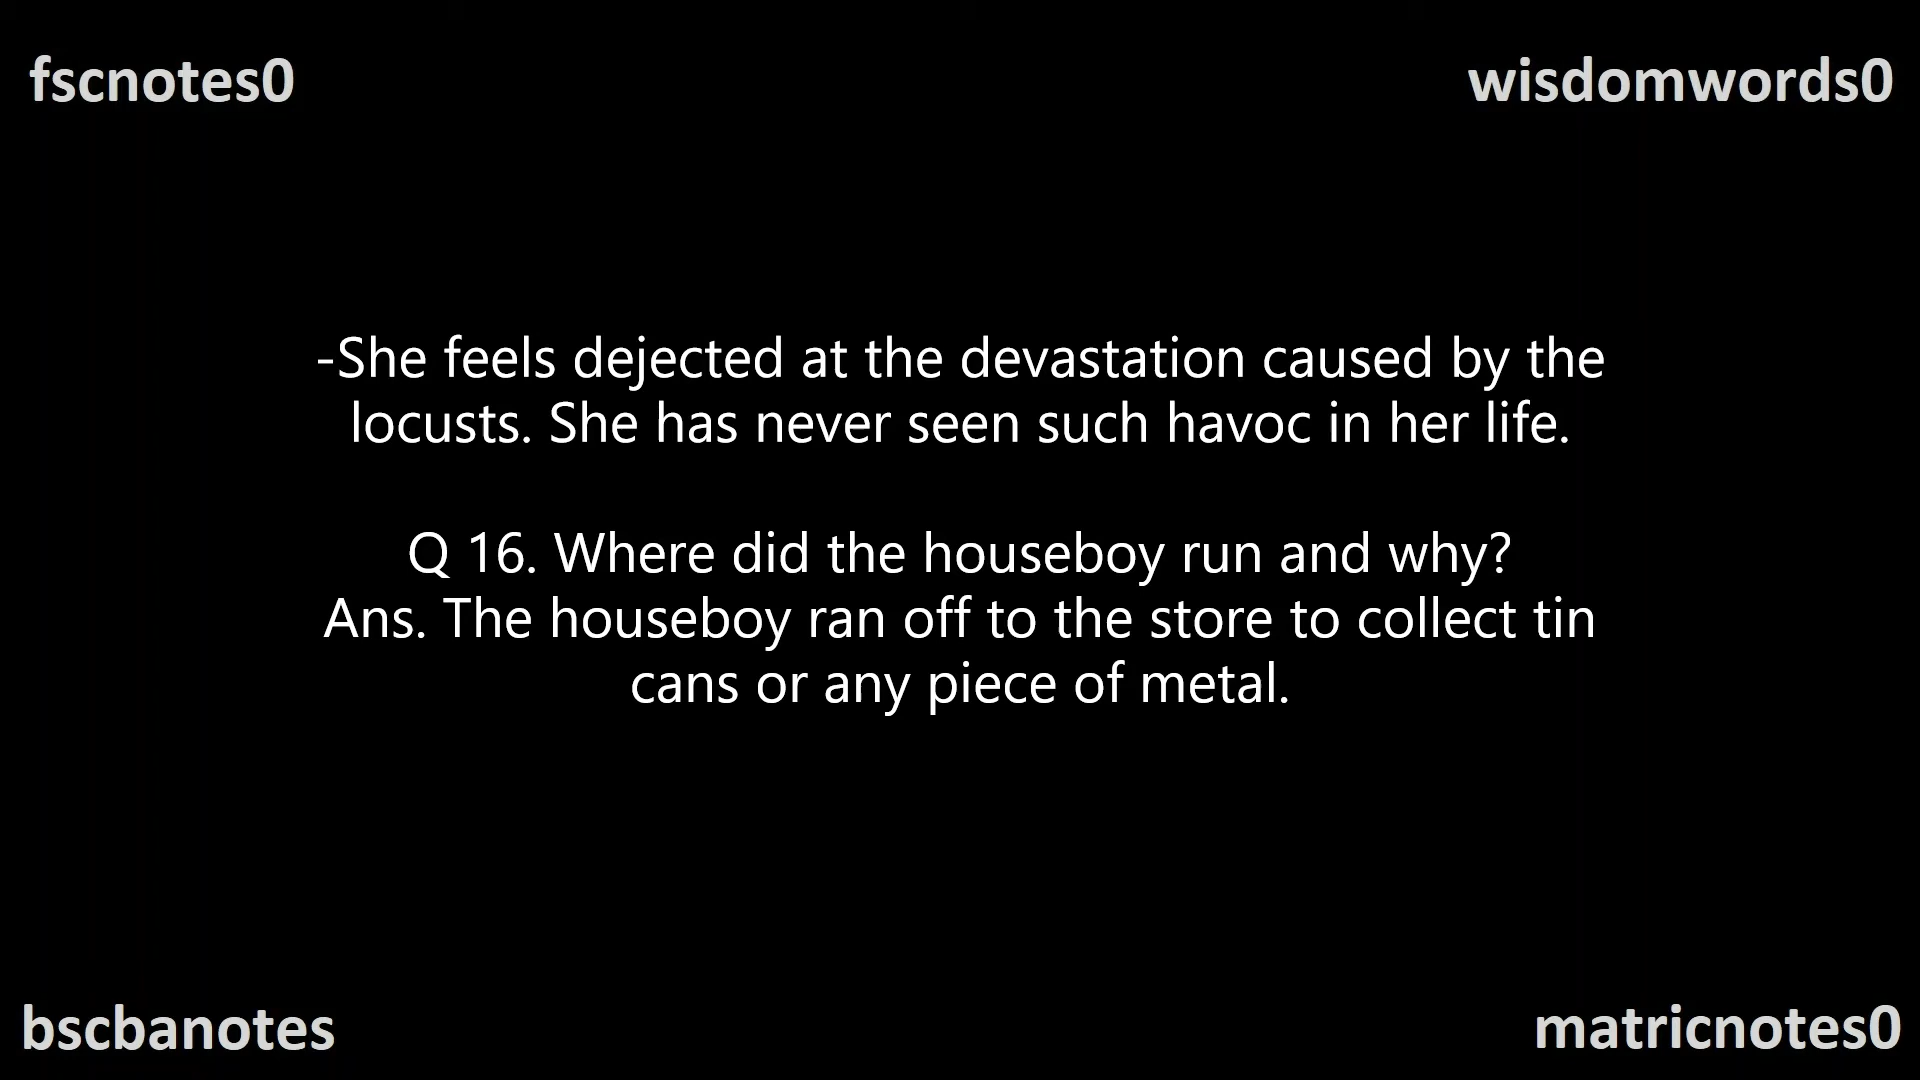 fscnotes0
wisdomwords0
-She feels dejected at the devastation caused by the
locusts. She has never seen such havoc in her life.
Q 16. Where did the houseboy run and why?
Ans. The houseboy ran off to the store to collect tin
cans or any piece of metal.
bscbanotes
matricnotes0